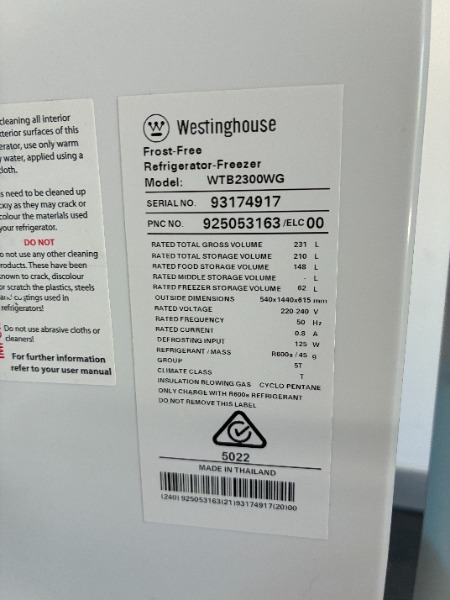 cleaning all interior
xterior surfaces of this
erator, use only warm
y water, applied using a
cloth.
s need to be cleaned up
ckly as they may crack or
colour the materials used
your refrigerator.
DO NOT
o not use any other cleaning
roducts. These have been
nown to crack, discolour
or scratch the plastics, steels
and coatings used in
refrigerators!
Do not use abrasive cloths or
cleaners!
For further information
refer to your user manual
W Westinghouse
Frost-Free
Refrigerator-Freezer
Model: WTB2300WG
SERIAL NO. 93174917
PNC NO. 925053163 /ELC 00
RATED TOTAL GROSS VOLUME 231 L
RATED TOTAL STORAGE VOLUME 210 L
RATED FOOD STORAGE VOLUME 148 L
RATED MIDDLE STORAGE VOLUME - L
RATED FREEZER STORAGE VOLUME 62 L
OUTSIDE DIMENSIONS 540x1440x615 mm
RATED VOLTAGE 220-240 V
RATED FREQUENCY 50 Hz
RATED CURRENT 0.8 A
DEFROSTING INPUT 125 W
REFRIGERANT / MASS R600a / 45 g
GROUP ST
CLIMATE CLASS T
INSULATION BLOWING GAS CYCLO PENTANE
ONLY CHARGE WITH R600a REFRIGERANT
DO NOT REMOVE THIS LABEL
5022
MADE IN THAILAND
(240) 925053163(21)93174917(20)00